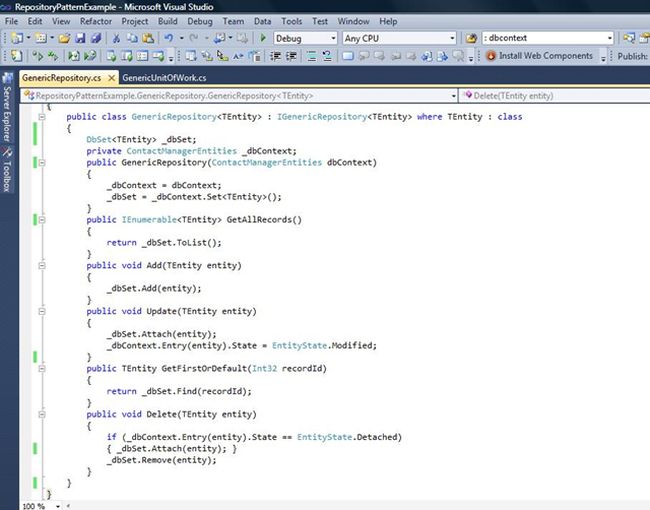 RepositoryPatternExample - Microsoft Visual Studio
File Edit View Refactor Project Build Debug Team Data Tools Test Window Help
Debug Any CPU : dbcontext
Install Web Components Publish:
GenericRepository.cs X GenericUnitOfWork.cs
RepositoryPatternExample.GenericRepository.GenericRepository<TEntity> Delete(TEntity entity)
Server Explorer
Toolbox
{
public class GenericRepository<TEntity> : IGenericRepository<TEntity> where TEntity : class
{
DbSet<TEntity> _dbSet;
private ContactManagerEntities _dbContext;
public GenericRepository(ContactManagerEntities dbContext)
{
_dbContext = dbContext;
_dbSet = _dbContext.Set<TEntity>();
}
public IEnumerable<TEntity> GetAllRecords()
{
return _dbSet.ToList();
}
public void Add(TEntity entity)
{
_dbSet.Add(entity);
}
public void Update(TEntity entity)
{
_dbSet.Attach(entity);
_dbContext.Entry(entity).State = EntityState.Modified;
}
public TEntity GetFirstOrDefault(Int32 recordId)
{
return _dbSet.Find(recordId);
}
public void Delete(TEntity entity)
{
if (_dbContext.Entry(entity).State == EntityState.Detached)
{ _dbSet.Attach(entity); }
_dbSet.Remove(entity);
}
}
}
100 %